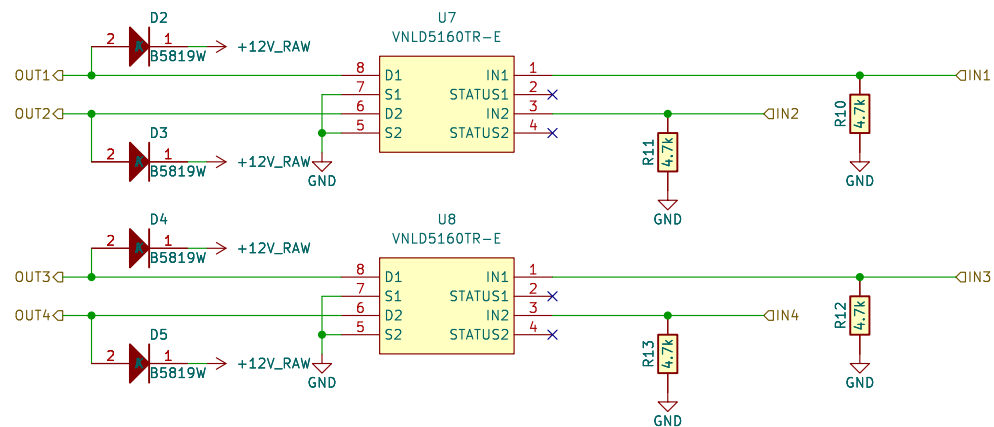 D2
2 1
B5819W
+12V_RAW
U7
VNLD5160TR-E
OUT1
8 D1
7 S1
OUT2
6 D2
5 S2
IN1 1
STATUS1 2
IN2 3
STATUS2 4
IN1
R10
4.7k
GND
IN2
R11
4.7k
GND
D3
2 1
B5819W
+12V_RAW
GND
D4
2 1
B5819W
+12V_RAW
U8
VNLD5160TR-E
OUT3
8 D1
7 S1
OUT4
6 D2
5 S2
IN1 1
STATUS1 2
IN2 3
STATUS2 4
IN3
R12
4.7k
GND
IN4
R13
4.7k
GND
D5
2 1
B5819W
+12V_RAW
GND